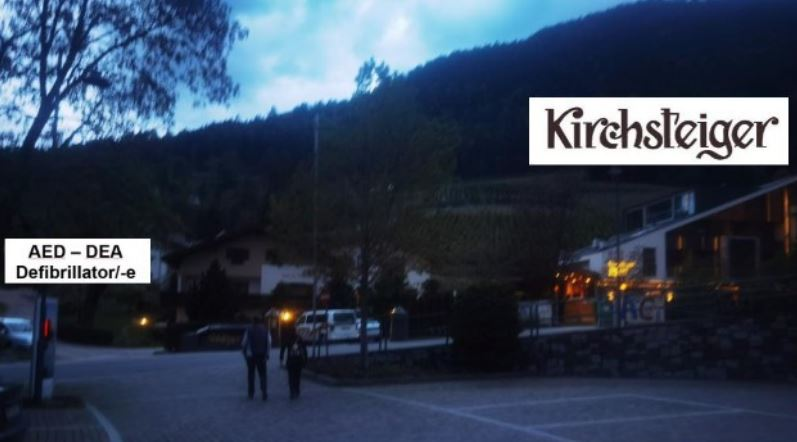 Kirchsteiger
AED – DEA
Defibrillator/-e